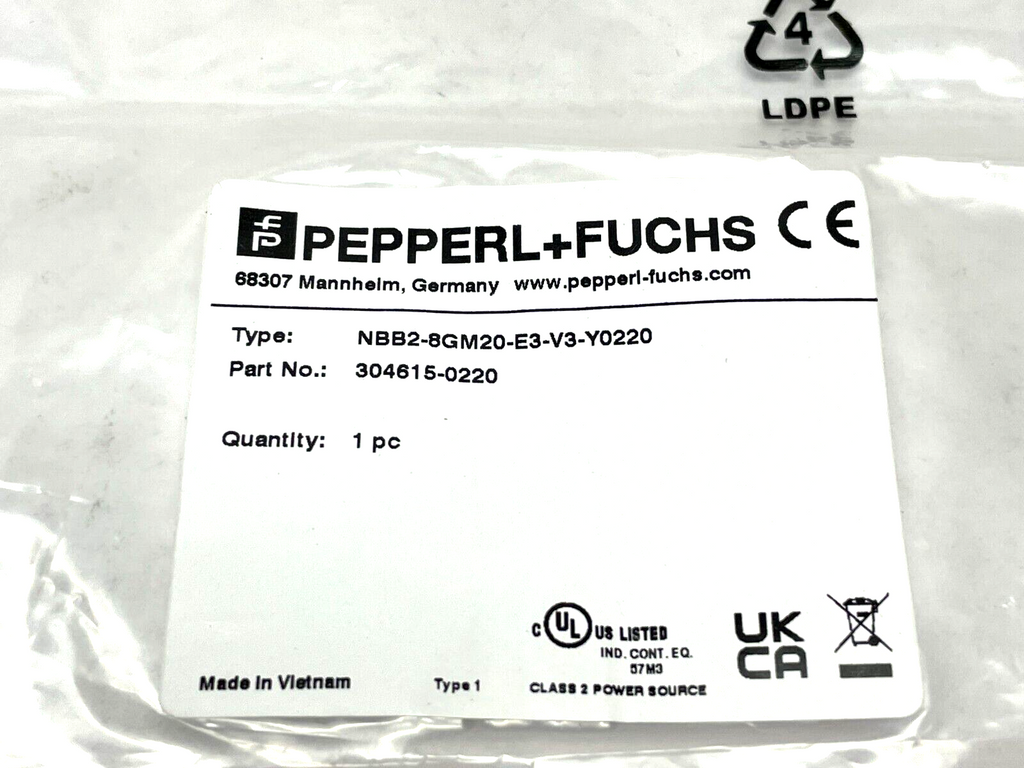 4
LDPE
PEPPERL+FUCHS CE
68307 Mannheim, Germany www.pepperl-fuchs.com
Type: NBB2-8GM20-E3-V3-Y0220
Part No.: 304615-0220
Quantity: 1 pc
C UL US LISTED
IND. CONT. EQ.
57M3
CLASS 2 POWER SOURCE
UK
CA
Made in Vietnam
Type 1